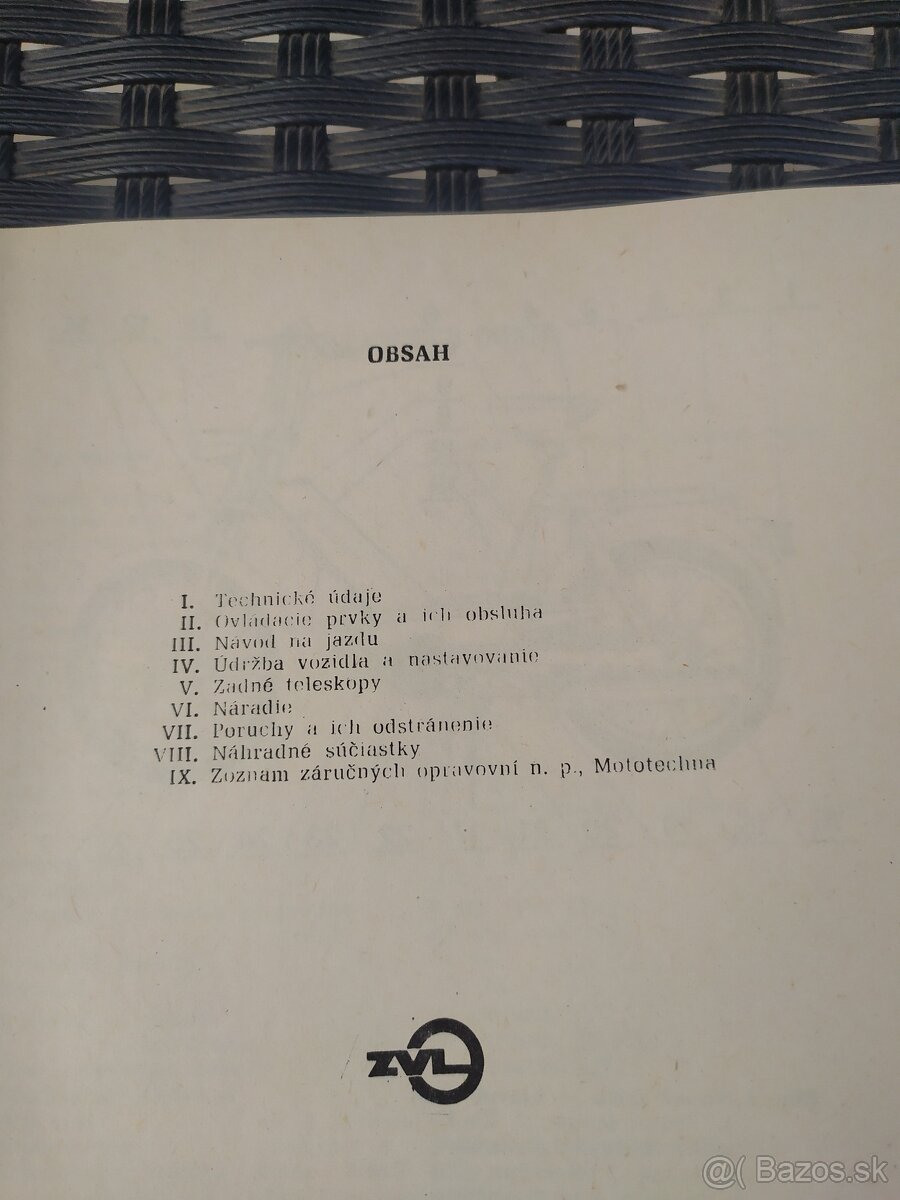 OBSAH
I. Technické údaje
II. Ovládacie prvky a ich obsluha
III. Návod na jazdu
IV. Údržba vozidla a nastavovanie
V. Zadné teleskopy
VI. Náradie
VII. Poruchy a ich odstránenie
VIII. Náhradné súčiastky
IX. Zoznam záručných opravovní n. p., Mototechna
ZVL
@( Bazos.sk